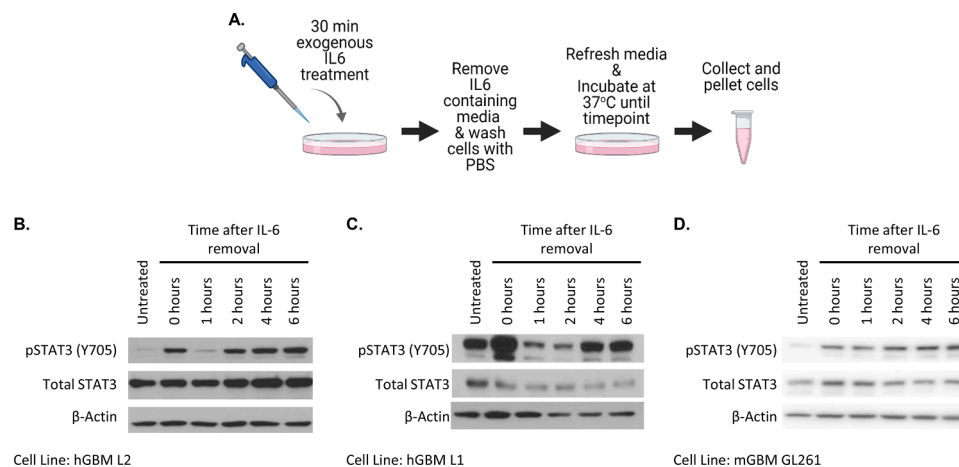 A.
30 min
exogenous
IL6
treatment
Remove
IL6
containing
media
& wash
cells with
PBS
Refresh media
&
Incubate at
37ºC until
timepoint
Collect and
pellet cells
B.
Time after IL-6
removal
Untreated
0 hours
1 hours
2 hours
4 hours
6 hours
pSTAT3 (Y705)
Total STAT3
β-Actin
Cell Line: hGBM L2
C.
Time after IL-6
removal
Untreated
0 hours
1 hours
2 hours
4 hours
6 hours
pSTAT3 (Y705)
Total STAT3
β-Actin
Cell Line: hGBM L1
D.
Time after IL-6
removal
Untreated
0 hours
1 hours
2 hours
4 hours
6 hours
pSTAT3 (Y705)
Total STAT3
β-Actin
Cell Line: mGBM GL261